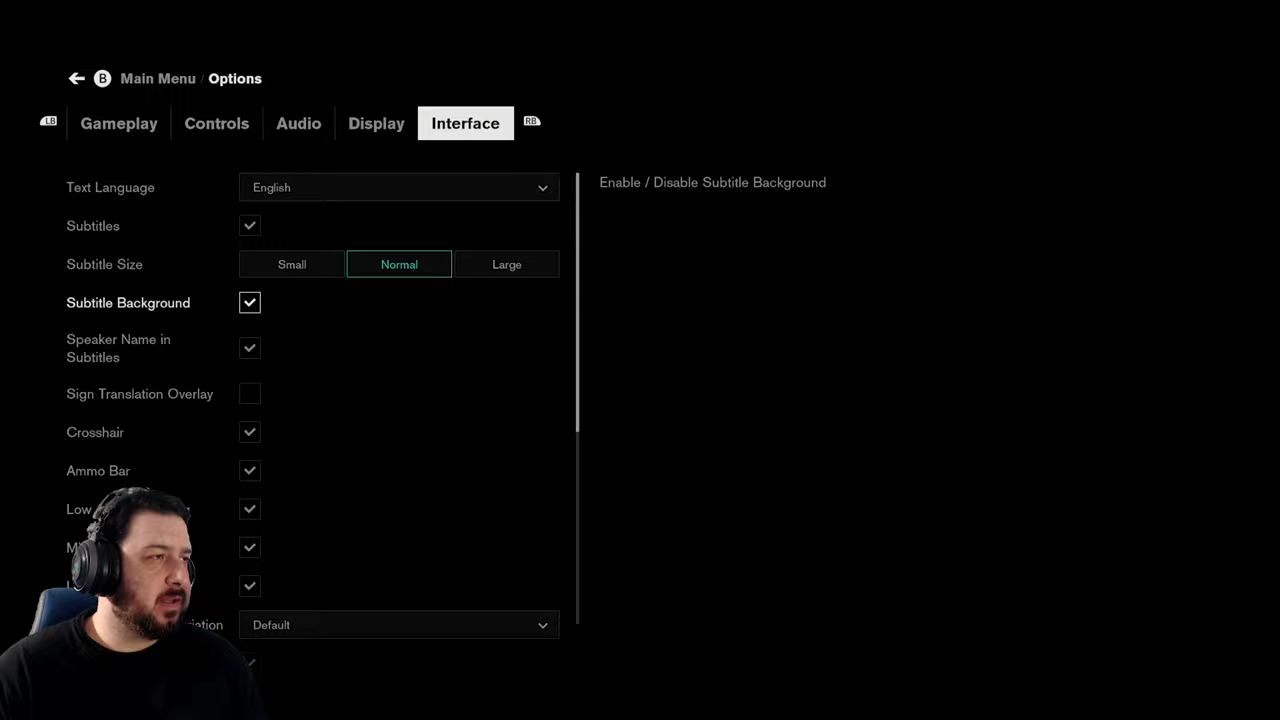 B Main Menu / Options
LB Gameplay Controls Audio Display Interface RB
Text Language English
Enable / Disable Subtitle Background
Subtitles
Subtitle Size Small Normal Large
Subtitle Background
Speaker Name in
Subtitles
Sign Translation Overlay
Crosshair
Ammo Bar
Low
Default